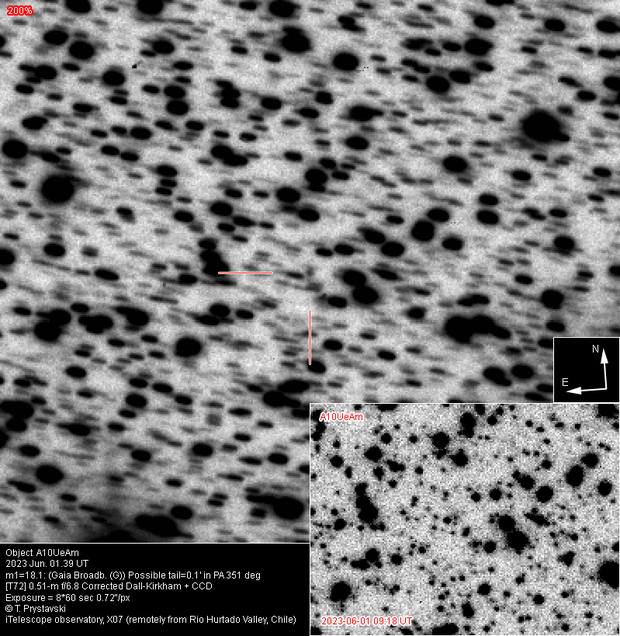 200%
N
E
A10UeAm
Object A10UeAm
2023 Jun. 01.39 UT
m1=18.1: (Gaia Broadb. (G)) Possible tail=0.1' in PA 351 deg
[T72] 0.51-m f/6.8 Corrected Dall-Kirkham + CCD
Exposure = 8*60 sec 0.72"/px
© T. Prystavski
iTelescope observatory, X07 (remotely from Rio Hurtado Valley, Chile)
2023-06-01 09:18 UT